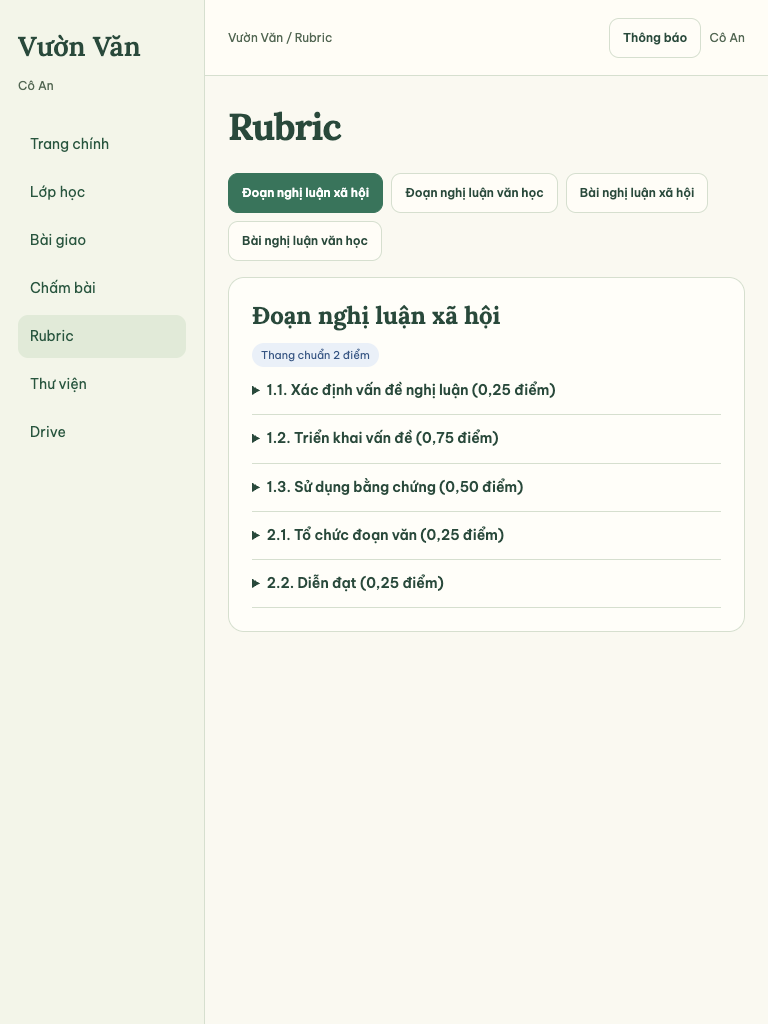 Vườn Văn
Cô An
Trang chính
Lớp học
Bài giao
Chấm bài
Rubric
Thư viện
Drive
Vườn Văn / Rubric
Thông báo
Cô An
Rubric
Đoạn nghị luận xã hội
Đoạn nghị luận văn học
Bài nghị luận xã hội
Bài nghị luận văn học
Đoạn nghị luận xã hội
Thang chuẩn 2 điểm
1.1. Xác định vấn đề nghị luận (0,25 điểm)
1.2. Triển khai vấn đề (0,75 điểm)
1.3. Sử dụng bằng chứng (0,50 điểm)
2.1. Tổ chức đoạn văn (0,25 điểm)
2.2. Diễn đạt (0,25 điểm)